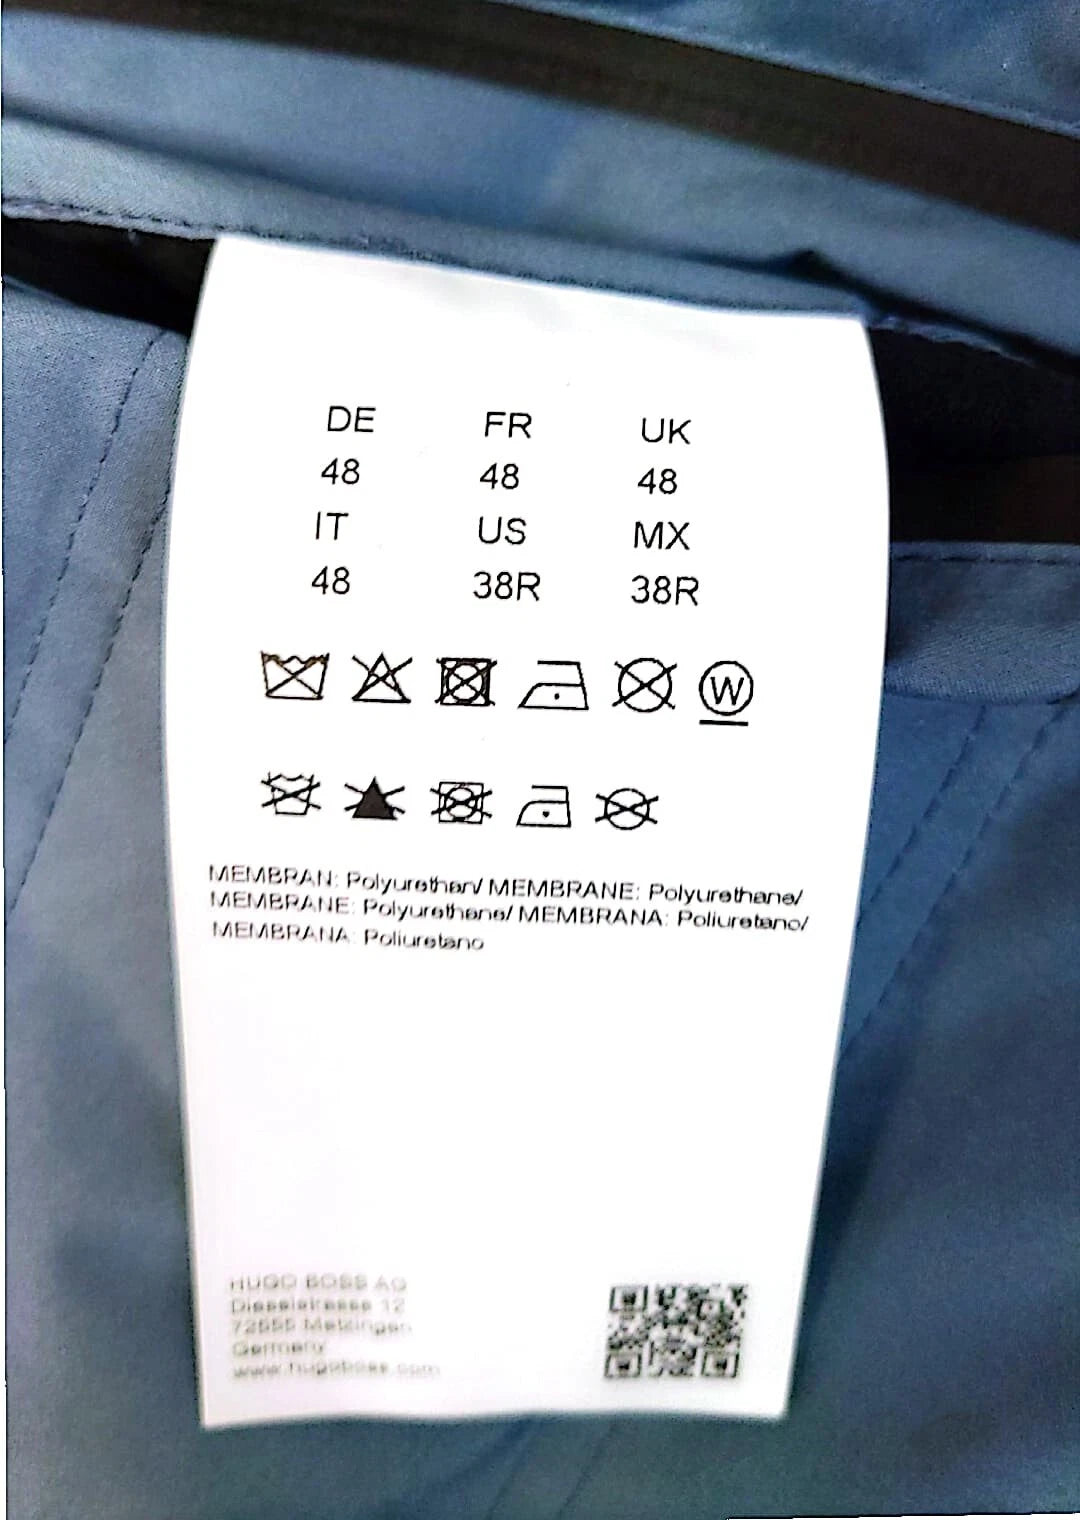 DE FR UK
48 48 48
IT US MX
48 38R 38R
W
MEMBRAN: Polyurethan/ MEMBRANE: Polyurethane/
MEMBRANE: Polyurethane/ MEMBRANA: Poliuretano/
MEMBRANA: Poliuretano
HUGO BOSS AG
Dieselstrasse 12
72555 Metzingen
Germany
www.hugoboss.com